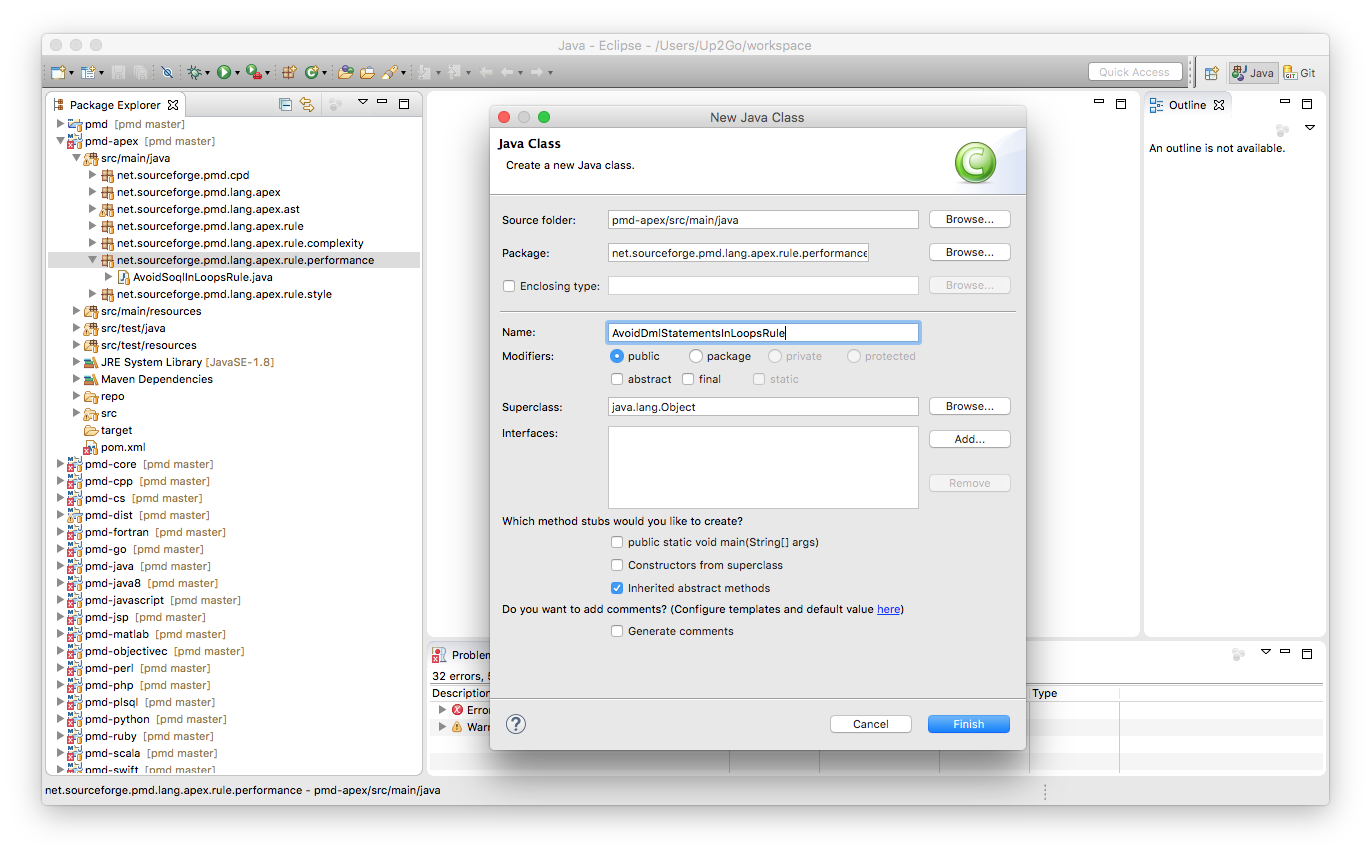 Java - Eclipse - /Users/Up2Go/workspace
Quick Access
Java
Git
Package Explorer
pmd [pmd master]
pmd-apex [pmd master]
src/main/java
net.sourceforge.pmd.cpd
net.sourceforge.pmd.lang.apex
net.sourceforge.pmd.lang.apex.ast
net.sourceforge.pmd.lang.apex.rule
net.sourceforge.pmd.lang.apex.rule.complexity
net.sourceforge.pmd.lang.apex.rule.performance
AvoidSoqlInLoopsRule.java
net.sourceforge.pmd.lang.apex.rule.style
src/main/resources
src/test/java
src/test/resources
JRE System Library [JavaSE-1.8]
Maven Dependencies
repo
src
target
pom.xml
pmd-core [pmd master]
pmd-cpp [pmd master]
pmd-cs [pmd master]
pmd-dist [pmd master]
pmd-fortran [pmd master]
pmd-go [pmd master]
pmd-java [pmd master]
pmd-java8 [pmd master]
pmd-javascript [pmd master]
pmd-jsp [pmd master]
pmd-matlab [pmd master]
pmd-objectivec [pmd master]
pmd-perl [pmd master]
pmd-php [pmd master]
pmd-plsql [pmd master]
pmd-python [pmd master]
pmd-ruby [pmd master]
pmd-scala [pmd master]
pmd-swift [pmd master]
New Java Class
Java Class
Create a new Java class.
C
Source folder: pmd-apex/src/main/java Browse...
Package: net.sourceforge.pmd.lang.apex.rule.performance Browse...
Enclosing type: Browse...
Name: AvoidDmlStatementsInLoopsRule
Modifiers: public package private protected
abstract final static
Superclass: java.lang.Object Browse...
Interfaces: Add...
Remove
Which method stubs would you like to create?
public static void main(String[] args)
Constructors from superclass
Inherited abstract methods
Do you want to add comments? (Configure templates and default value here)
Generate comments
? Cancel Finish
Outline
An outline is not available.
Problem
32 errors,
Description Type
Erro
Warr
net.sourceforge.pmd.lang.apex.rule.performance - pmd-apex/src/main/java